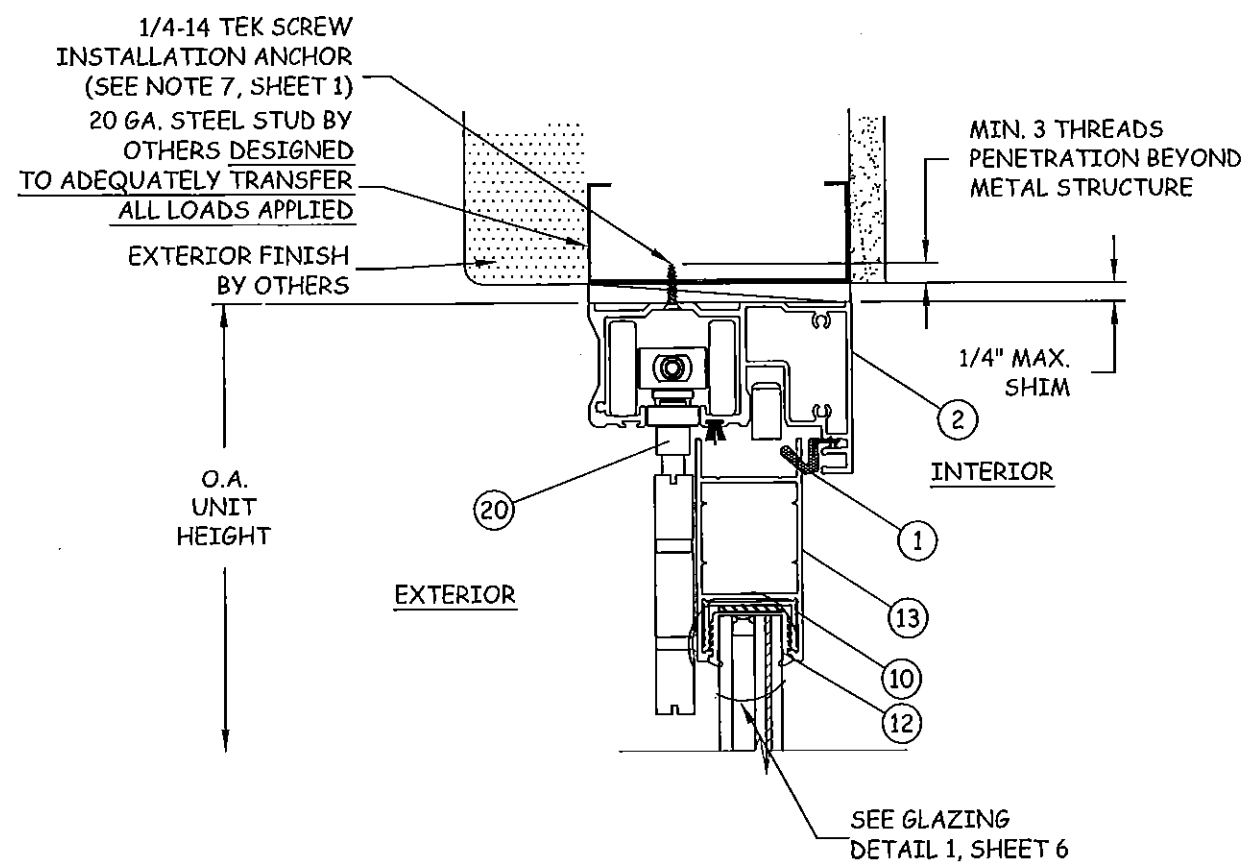 1/4-14 TEK SCREW
INSTALLATION ANCHOR
(SEE NOTE 7, SHEET 1)
20 GA. STEEL STUD BY
OTHERS DESIGNED
TO ADEQUATELY TRANSFER
ALL LOADS APPLIED
EXTERIOR FINISH
BY OTHERS
MIN. 3 THREADS
PENETRATION BEYOND
METAL STRUCTURE
1/4" MAX.
SHIM
2
INTERIOR
O.A.
UNIT
HEIGHT
20
1
EXTERIOR
13
10
12
SEE GLAZING
DETAIL 1, SHEET 6